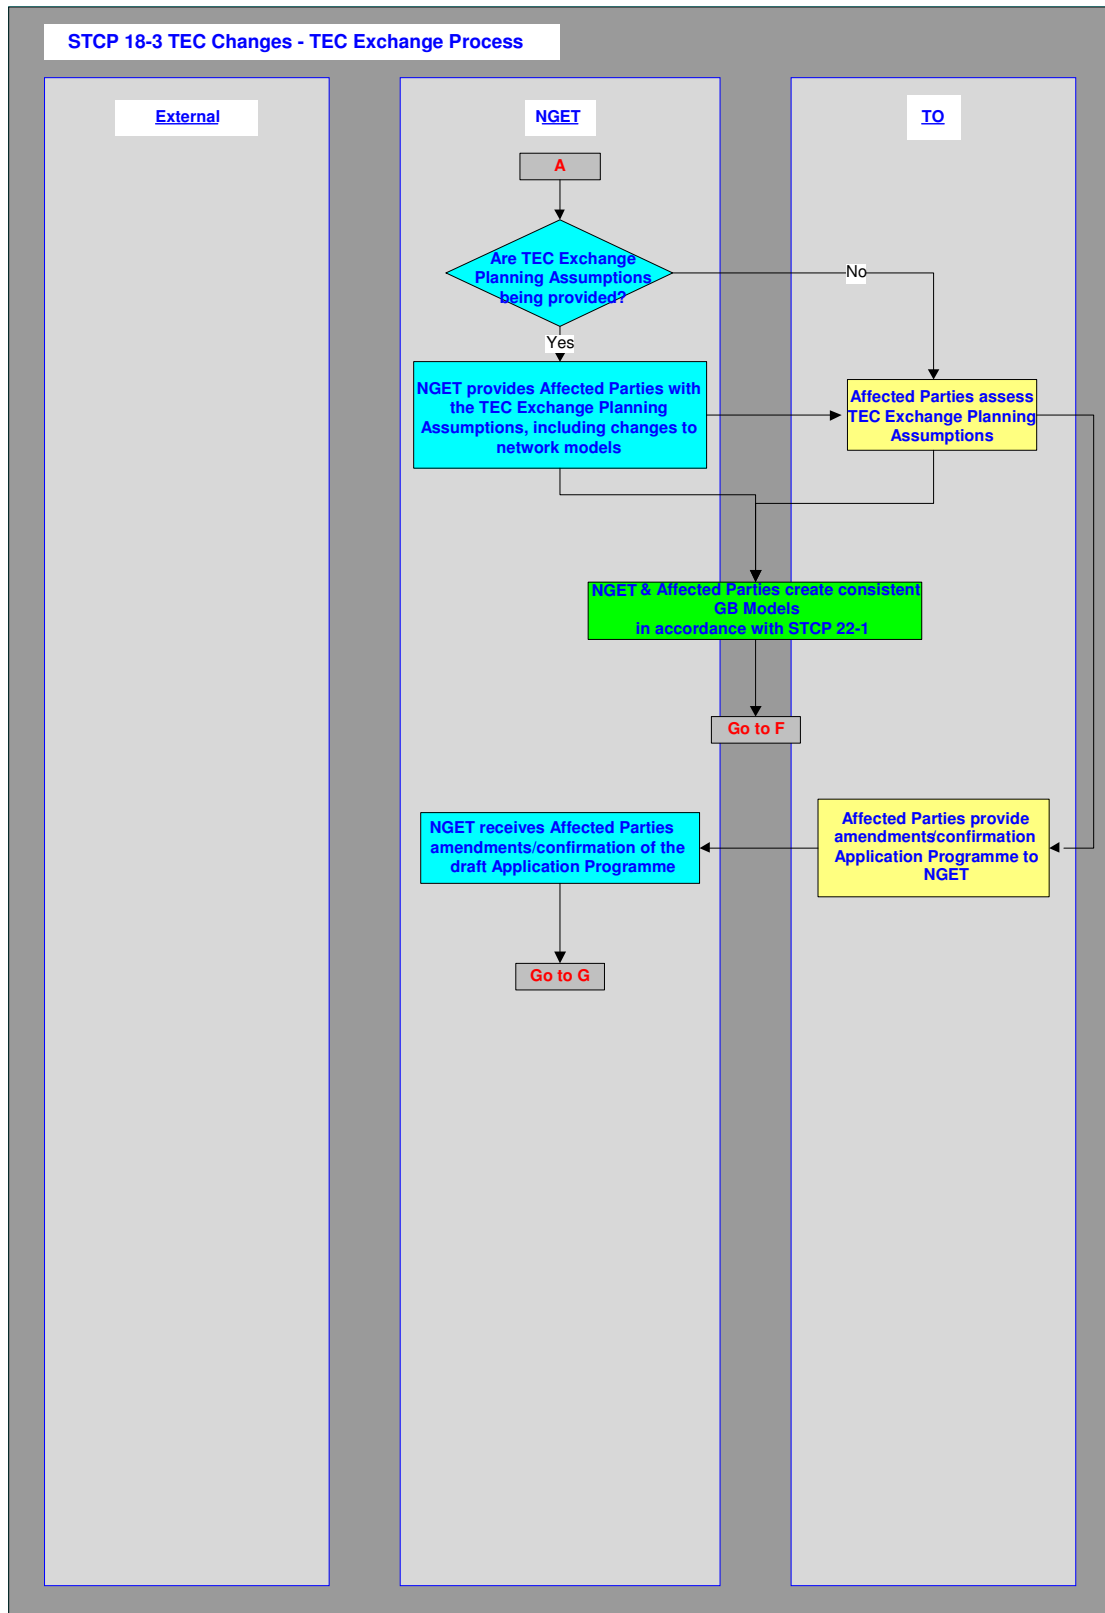 STCP 18-3 TEC Changes - TEC Exchange Process
External
NGET
TO
A
Are TEC Exchange
Planning Assumptions
being provided?
No
Yes
NGET provides Affected Parties with
the TEC Exchange Planning
Assumptions, including changes to
network models
Affected Parties assess
TEC Exchange Planning
Assumptions
NGET & Affected Parties create consistent
GB Models
in accordance with STCP 22-1
Go to F
Affected Parties provide
amendments/confirmation
Application Programme to
NGET
NGET receives Affected Parties
amendments/confirmation of the
draft Application Programme
Go to G